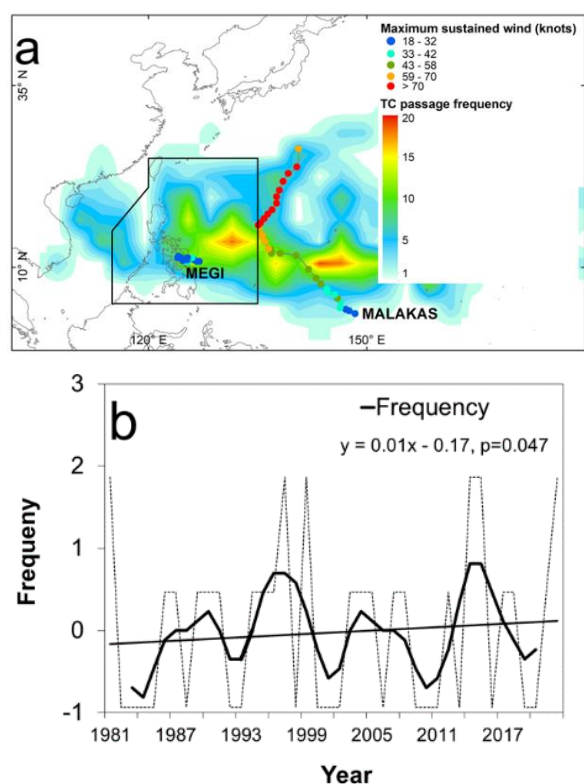 a
Maximum sustained wind (knots)
18 - 32
33 - 42
43 - 58
59 - 70
> 70
TC passage frequency
20
15
10
5
1
35° N
10° N
MEGI
MALAKAS
120° E
150° E
b
Frequency
y = 0.01x - 0.17, p=0.047
Frequeny
3
2
1
0
-1
1981 1987 1993 1999 2005 2011 2017
Year